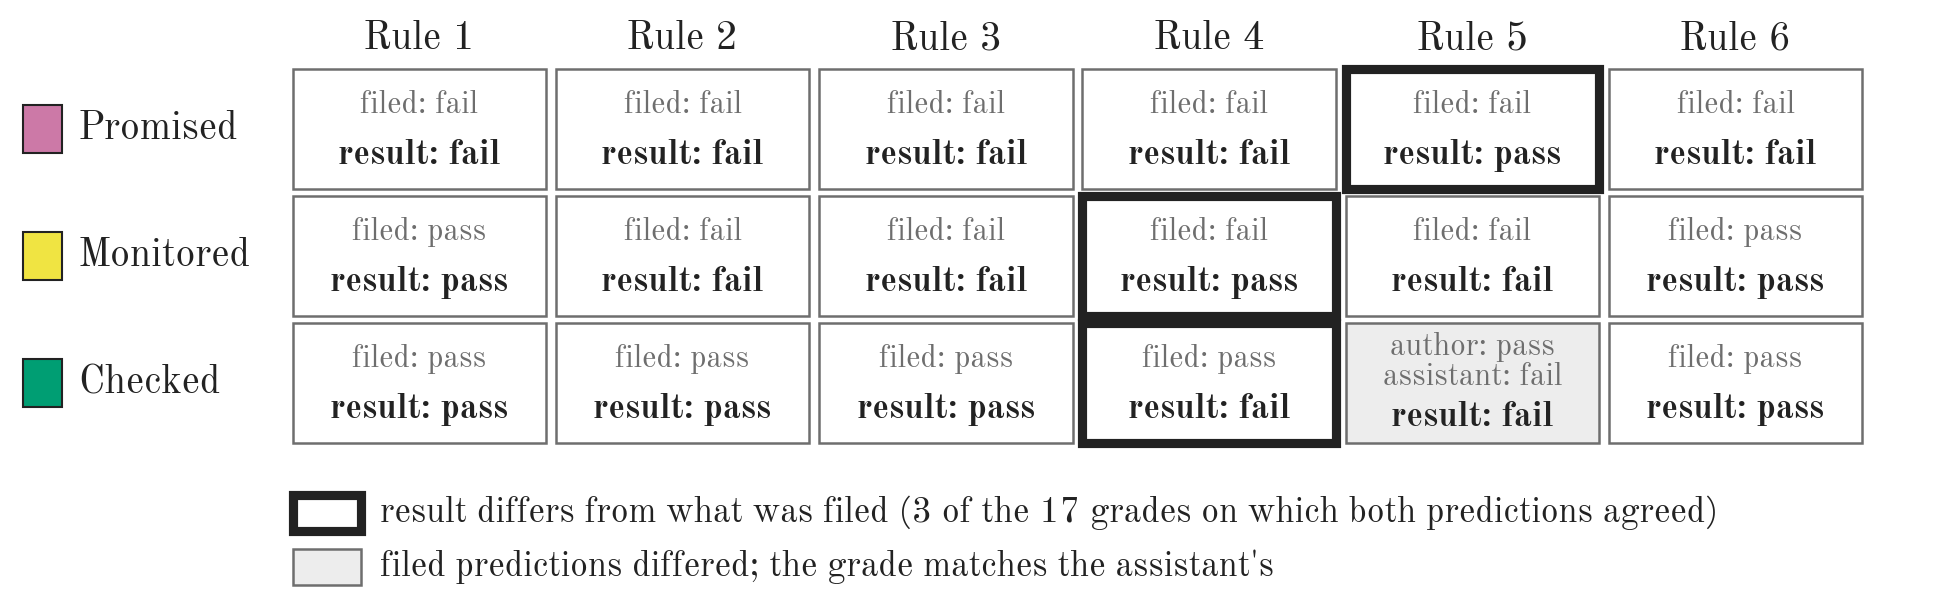 Rule 1 Rule 2 Rule 3 Rule 4 Rule 5 Rule 6
Promised
filed: fail filed: fail filed: fail filed: fail filed: fail filed: fail
result: fail result: fail result: fail result: fail result: pass result: fail
Monitored
filed: pass filed: fail filed: fail filed: fail filed: fail filed: pass
result: pass result: fail result: fail result: pass result: fail result: pass
Checked
filed: pass filed: pass filed: pass filed: pass author: pass filed: pass
assistant: fail
result: pass result: pass result: pass result: fail result: fail result: pass
result differs from what was filed (3 of the 17 grades on which both predictions agreed)
filed predictions differed; the grade matches the assistant's